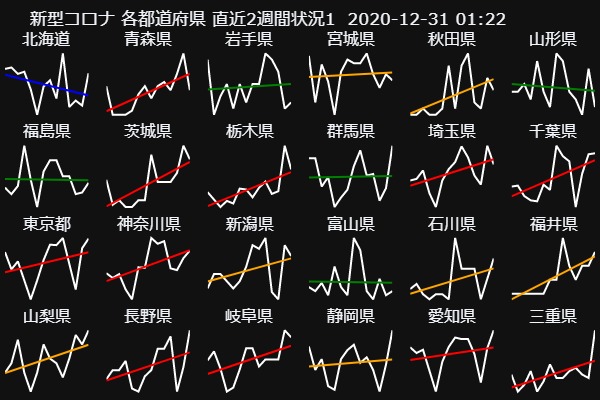 新型コロナ 各都道府県 直近2週間状況1 2020-12-31 01:22
北海道 青森県 岩手県 宮城県 秋田県 山形県
福島県 茨城県 栃木県 群馬県 埼玉県 千葉県
東京都 神奈川県 新潟県 富山県 石川県 福井県
山梨県 長野県 岐阜県 静岡県 愛知県 三重県